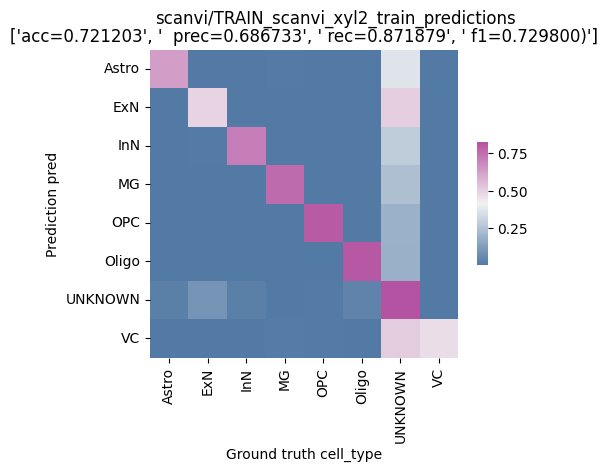 scanvi/TRAIN_scanvi_xyl2_train_predictions
['acc=0.721203', '  prec=0.686733', ' rec=0.871879', ' f1=0.729800)']
Astro
ExN
InN
MG
OPC
Oligo
UNKNOWN
VC
Prediction pred
0.75
0.50
0.25
Astro
ExN
InN
MG
OPC
Oligo
UNKNOWN
VC
Ground truth cell_type